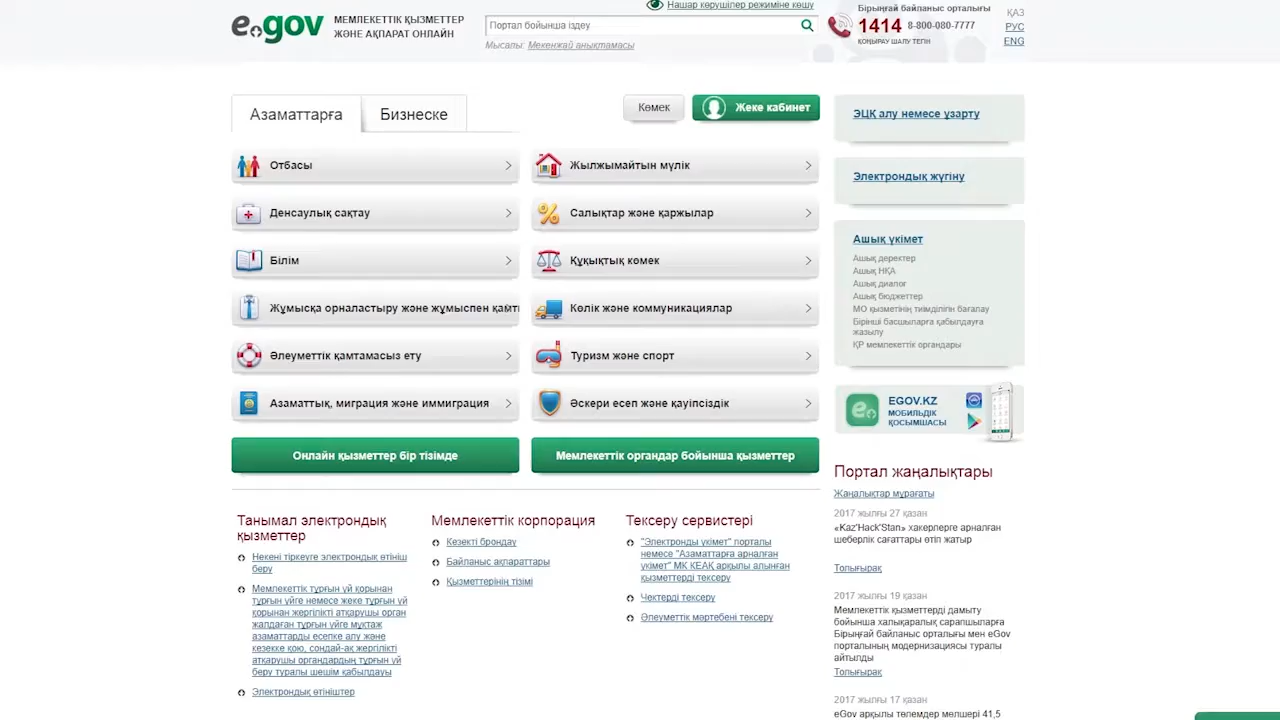 Нашар көрушілер режиміне көшу
egov
МЕМЛЕКЕТТІК ҚЫЗМЕТТЕР
ЖӘНЕ АҚПАРАТ ОНЛАЙН
Портал бойынша іздеу
Мысалы: Мекенжай анықтамасы
Бірыңғай байланыс орталығы
1414 8-800-080-7777
ҚОҢЫРАУ ШАЛУ ТЕГІН
ҚАЗ
РУС
ENG
Азаматтарға
Бизнеске
Көмек
Жеке кабинет
Отбасы
Жылжымайтын мүлік
Денсаулық сақтау
Салықтар және қаржылар
Білім
Құқықтық көмек
Жұмысқа орналастыру және жұмыспен қамт
Көлік және коммуникациялар
Әлеуметтік қамтамасыз ету
Туризм және спорт
Азаматтық, миграция және иммиграция
Әскери есеп және қауіпсіздік
Онлайн қызметтер бір тізімде
Мемлекеттік органдар бойынша қызметтер
Танымал электрондық
қызметтер
Некені тіркеуге электрондық өтініш
беру
Мемлекеттік тұрғын үй қорынан
тұрғын үйге немесе жеке тұрғын үй
қорынан жергілікті атқарушы орган
жалдаған тұрғын үйге мұқтаж
азаматтарды есепке алу және
кезекке қою, сондай-ақ жергілікті
атқарушы органдардың тұрғын үй
беру туралы шешім қабылдауы
Электрондық өтініштер
Мемлекеттік корпорация
Кезекті брондау
Байланыс ақпараттары
Қызметтерінің тізімі
Тексеру сервистері
"Электронды үкімет" порталы
немесе "Азаматтарға арналған
үкімет" МК КЕАҚ арқылы алынған
қызметтерді тексеру
Чектерді тексеру
Әлеуметтік мәртебені тексеру
ЭЦҚ алу немесе ұзарту
Электрондық жүгіну
Ашық үкімет
Ашық деректер
Ашық НҚА
Ашық диалог
Ашық бюджеттер
МО қызметінің тиімділігін бағалау
Бірінші басшыларға қабылдауға
жазылу
ҚР мемлекеттік органдары
EGOV.KZ
МОБИЛЬДІК
ҚОСЫМШАСЫ
Портал жаңалықтары
Жаңалықтар мұрағаты
2017 жылғы 27 қазан
«Kaz'Hack'Stan» хакерлерге арналған
шеберлік сағаттары өтіп жатыр
Толығырақ
2017 жылғы 19 қазан
Мемлекеттік қызметтерді дамыту
бойынша халықаралық сарапшыларға
Бірыңғай байланыс орталығы мен eGov
порталының модернизациясы туралы
айтылды
Толығырақ
2017 жылғы 17 қазан
eGov арқылы төлемдер мөлшері 41,5